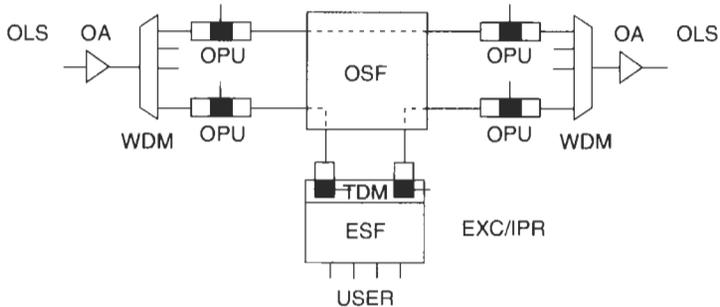 OLS OA OPU OSF OPU OA OLS
WDM OPU OPU WDM
TDM
ESF EXC/IPR
USER